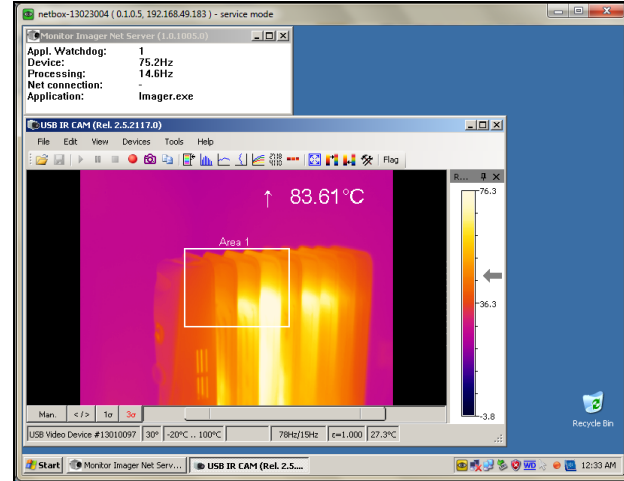 netbox-13023004 ( 0.1.0.5, 192.168.49.183 ) - service mode
Monitor Imager Net Server (1.0.1005.0)
Appl. Watchdog: 1
Device: 75.2Hz
Processing: 14.6Hz
Net connection: -
Application: Imager.exe
USB IR CAM (Rel. 2.5.2117.0)
File Edit View Devices Tools Help
Flag
R...
↑ 83.61°C
76.3
Area 1
36.3
-3.8
Man. < / > 1σ 3σ
USB Video Device #13010097 30° -20°C .. 100°C 78Hz/15Hz ε=1.000 27.3°C
Recycle Bin
Start Monitor Imager Net Serv... USB IR CAM (Rel. 2.5.... WD 12:33 AM